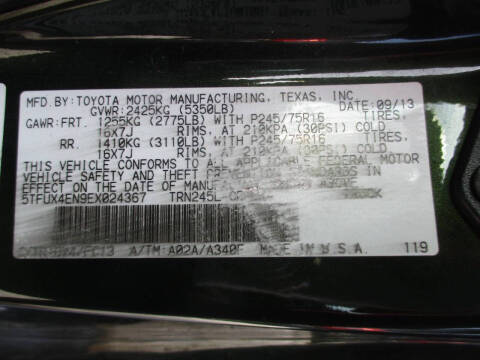 MFD.BY:TOYOTA MOTOR MANUFACTURING, TEXAS, INC.
GVWR:2425KG (5350LB) DATE:09/13
GAWR:FRT. 1255KG (2775LB) WITH P245/75R16 TIRES,
16X7J RIMS, AT 210KPA (30PSI) COLD
RR. 1410KG (3110LB) WITH P245/75R16 TIRES,
16X7J RIMS, AT COLD
THIS VEHICLE CONFORMS TO ALL APPLICABLE FEDERAL MOTOR
VEHICLE SAFETY AND THEFT
EFFECT ON THE DATE OF MANUFACTURE
5TFUX4EN9EX024367 TRN245L
A/TM:A02A/A340F MADE IN U.S.A. 119